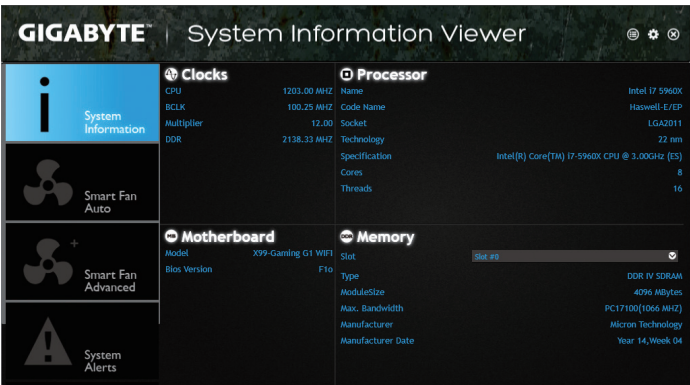 GIGABYTE™ | System Information Viewer
System
Information
Smart Fan
Auto
Smart Fan
Advanced
System
Alerts
Clocks
CPU 1203.00 MHZ
BCLK 100.25 MHZ
Multiplier 12.00
DDR 2138.33 MHZ
Processor
Name Intel i7 5960X
Code Name Haswell-E/EP
Socket LGA2011
Technology 22 nm
Specification Intel(R) Core(TM) i7-5960X CPU @ 3.00GHz (ES)
Cores 8
Threads 16
MB Motherboard
Model X99-Gaming G1 WIFI
Bios Version F1o
DDR Memory
Slot Slot #0
Type DDR IV SDRAM
ModuleSize 4096 MBytes
Max. Bandwidth PC17100(1066 MHZ)
Manufacturer Micron Technology
Manufacturer Date Year 14,Week 04